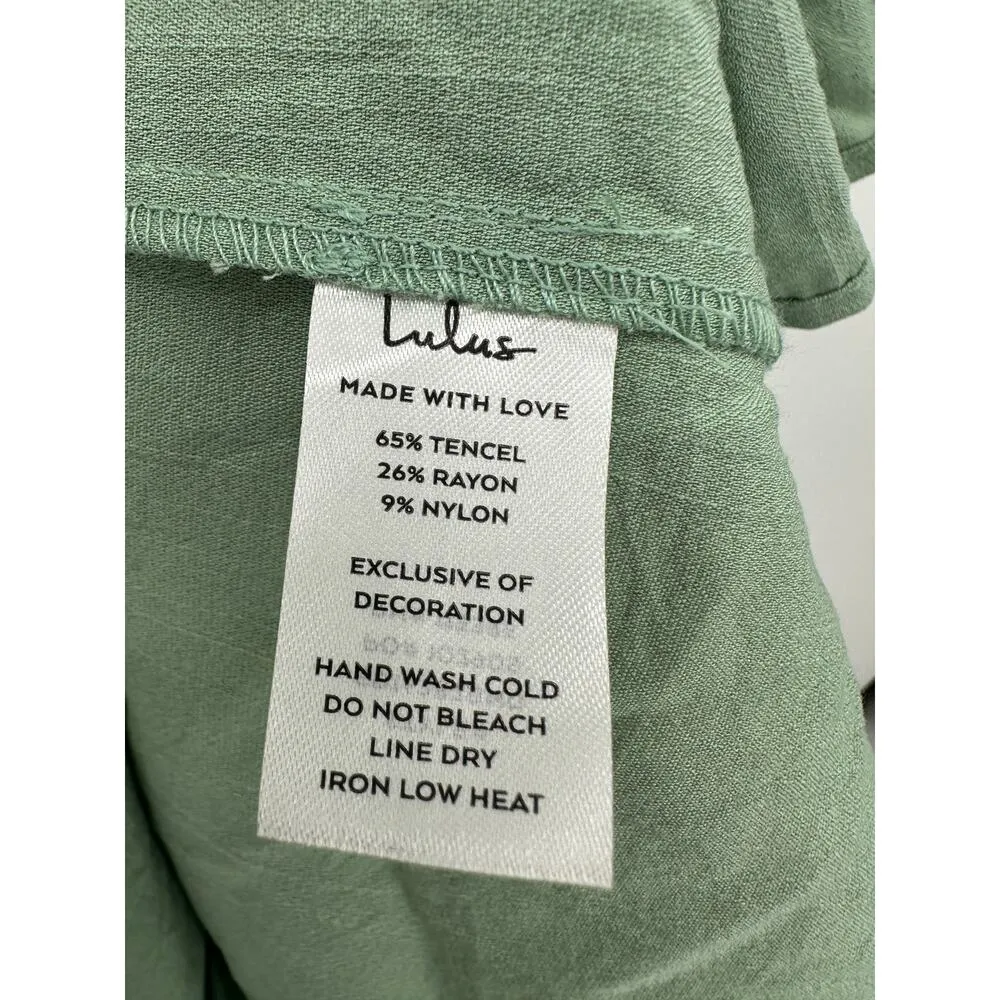 Lulus
MADE WITH LOVE
65% TENCEL
26% RAYON
9% NYLON
EXCLUSIVE OF
DECORATION
HAND WASH COLD
DO NOT BLEACH
LINE DRY
IRON LOW HEAT